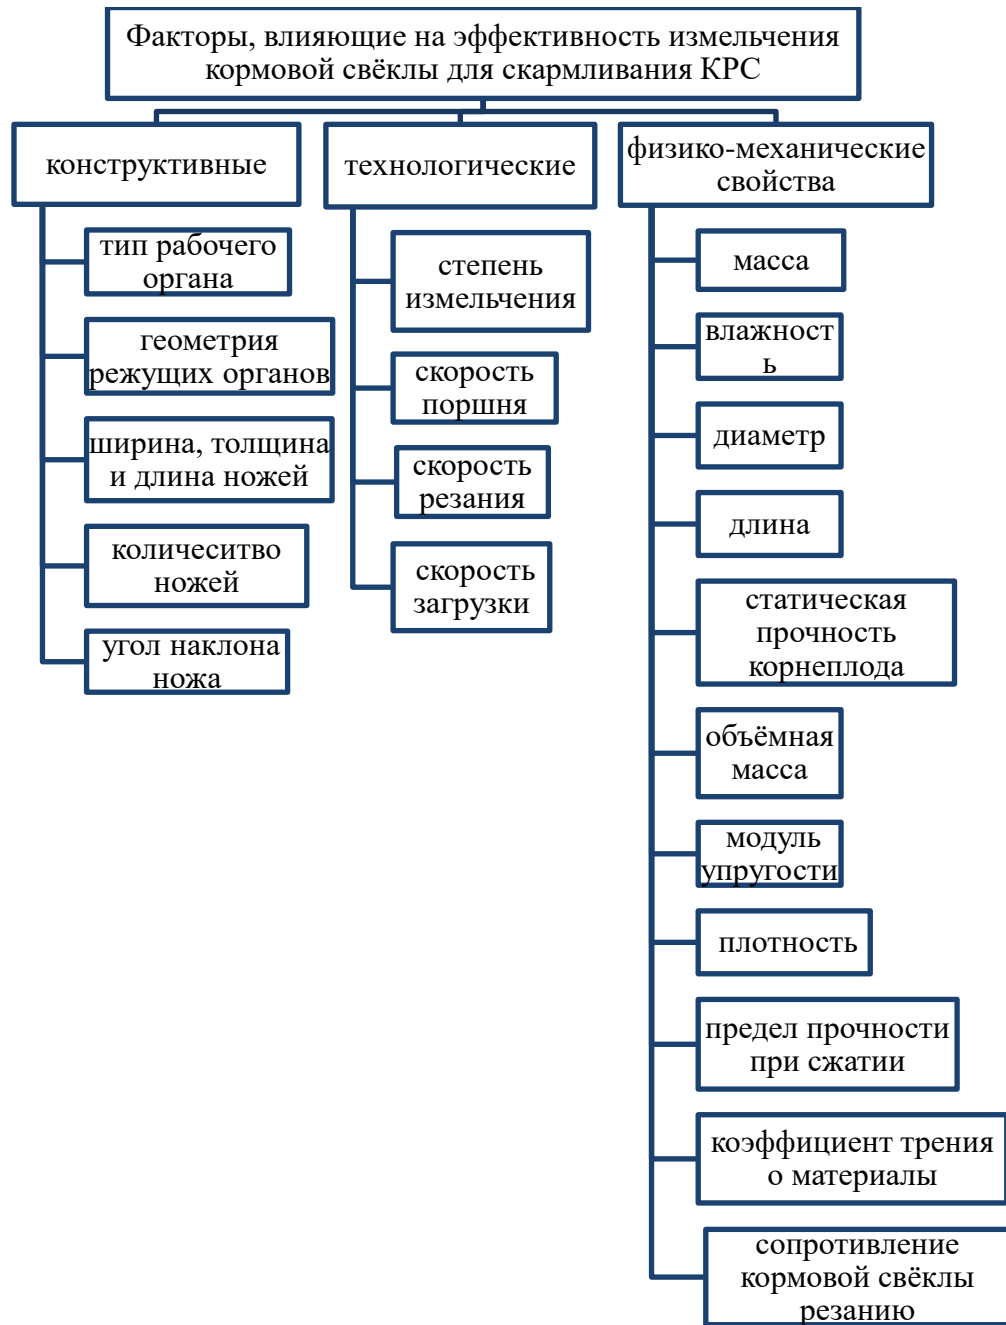 Факторы, влияющие на эффективность измельчения
кормовой свёклы для скармливания КРС
конструктивные
тип рабочего
органа
геометрия
режущих органов
ширина, толщина
и длина ножей
количеситво
ножей
угол наклона
ножа
технологические
степень
измельчения
скорость
поршня
скорость
резания
скорость
загрузки
физико-механические
свойства
масса
влажност
ь
диаметр
длина
статическая
прочность
корнеплода
объёмная
масса
модуль
упругости
плотность
предел прочности
при сжатии
коэффициент трения
о материалы
сопротивление
кормовой свёклы
резанию